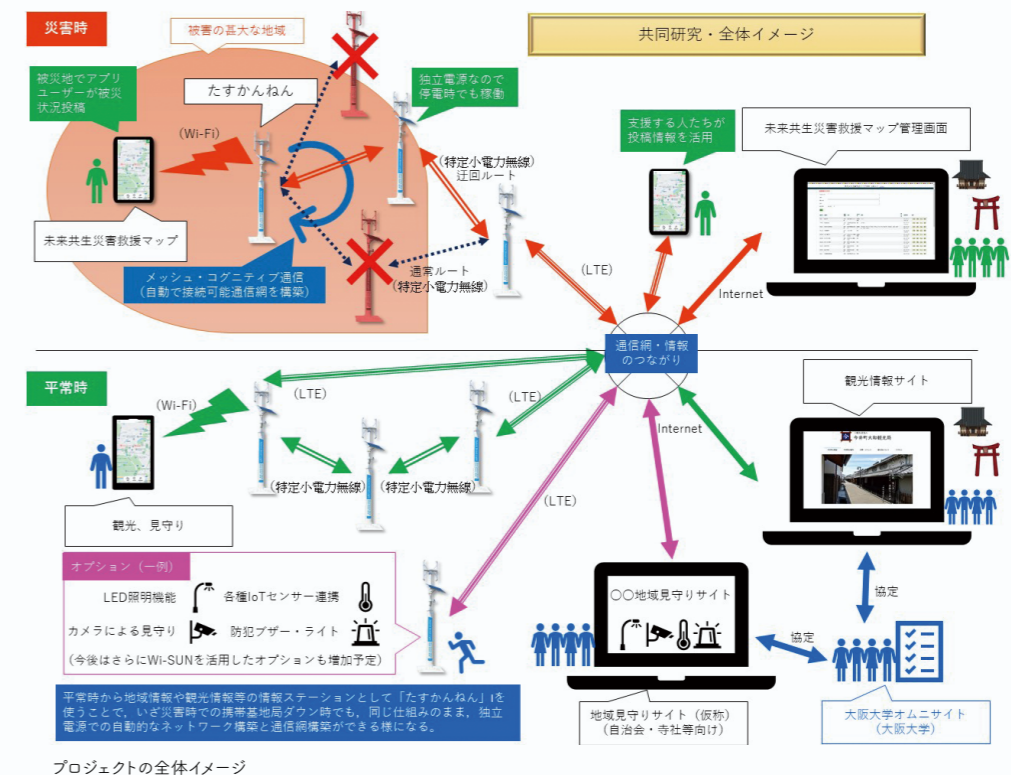 災害時
被害の甚大な地域
共同研究・全体イメージ
被災地でアプリ
ユーザーが被災
状況投稿
たすかんねん
独立電源なので
停電時でも稼働
(Wi-Fi)
(特定小電力無線)
迂回ルート
支援する人たちが
投稿情報を活用
未来共生災害救援マップ管理画面
未来共生災害救援マップ
メッシュ・コグニティブ通信
(自動で接続可能通信網を構築)
通常ルート
(特定小電力無線)
(LTE)
Internet
通信網・情報
のつながり
平常時
(Wi-Fi)
(LTE)
(LTE)
(特定小電力無線)
(特定小電力無線)
観光、見守り
Internet
観光情報サイト
今井町大和観光局
(LTE)
オプション（一例）
LED照明機能
各種IoTセンサー連携
カメラによる見守り
防犯ブザー・ライト
(今後はさらにWi-SUNを活用したオプションも増加予定)
〇〇地域見守りサイト
協定
協定
平常時から地域情報や観光情報等の情報ステーションとして「たすかんねん」Iを
使うことで，いざ災害時での携帯基地局ダウン時でも、同じ仕組みのまま、独立
電源での自動的なネットワーク構築と通信網構築ができる様になる。
地域見守りサイト（仮称）
（自治会・寺社等向け）
大阪大学オムニサイト
（大阪大学）
プロジェクトの全体イメージ